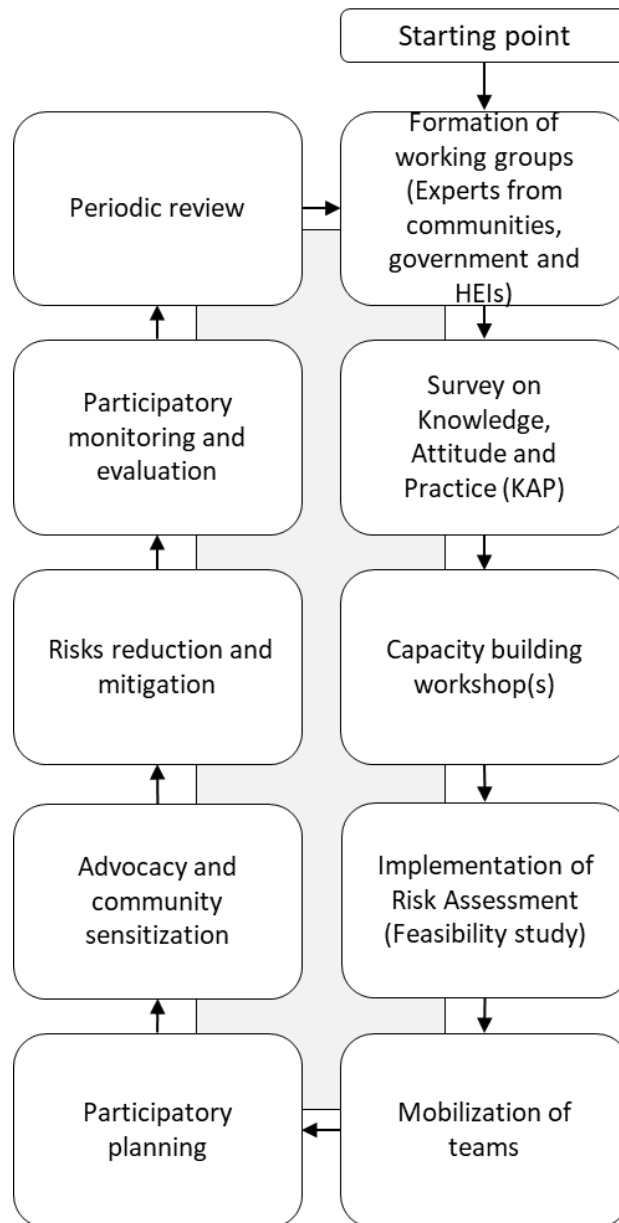 Starting point
Formation of
working groups
(Experts from
communities,
government and
HEIs)
Survey on
Knowledge,
Attitude and
Practice (KAP)
Capacity building
workshop(s)
Implementation of
Risk Assessment
(Feasibility study)
Mobilization of
teams
Participatory
planning
Advocacy and
community
sensitization
Risks reduction and
mitigation
Participatory
monitoring and
evaluation
Periodic review